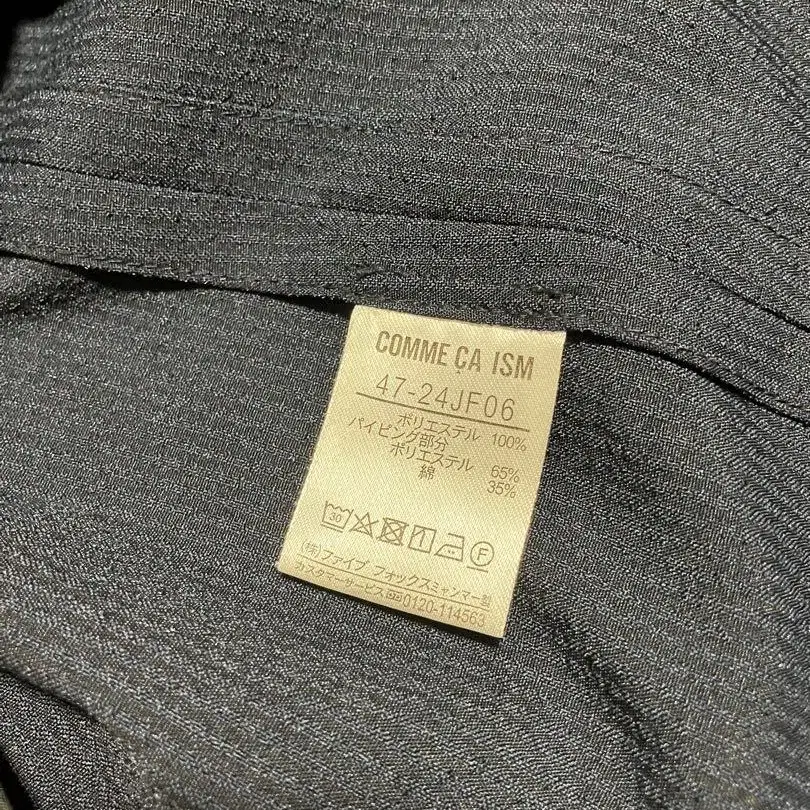 COMME ÇA ISM
47-24JF06
ポリエステル 100%
パイピング部分
ポリエステル 65%
綿 35%
30 F
(株)ファイブ フォックスミャンマー製
カスタマーサービス 0120-114563